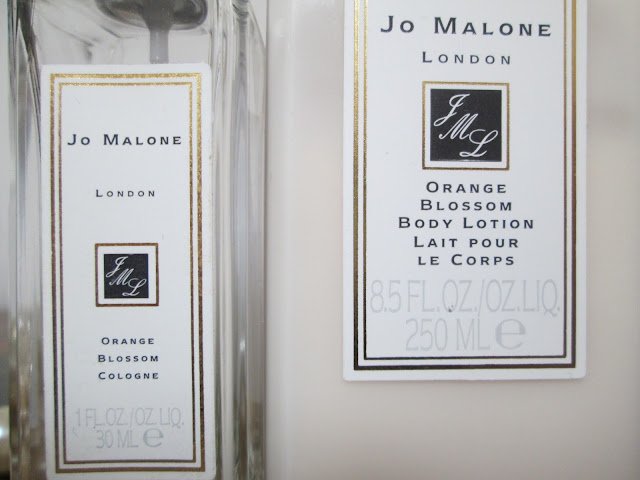 JO MALONE
LONDON
JML
ORANGE
BLOSSOM
COLOGNE
1 FL.OZ./OZ.LIQ.
30 ML ℮
JO MALONE
LONDON
JML
ORANGE
BLOSSOM
BODY LOTION
LAIT POUR
LE CORPS
8.5 FL.OZ./OZ.LIQ.
250 ML ℮